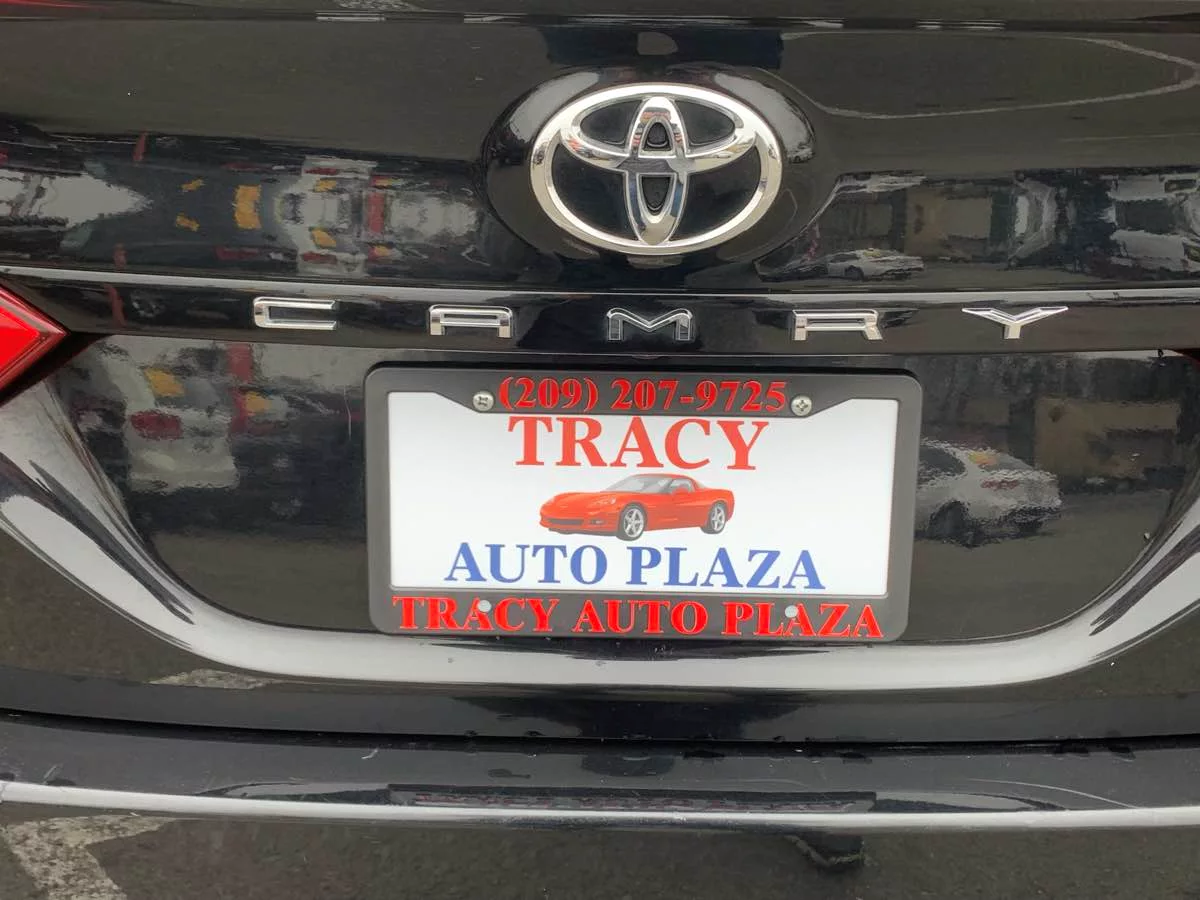 CAMRY
(209) 207-9725
TRACY
AUTO PLAZA
TRACY AUTO PLAZA